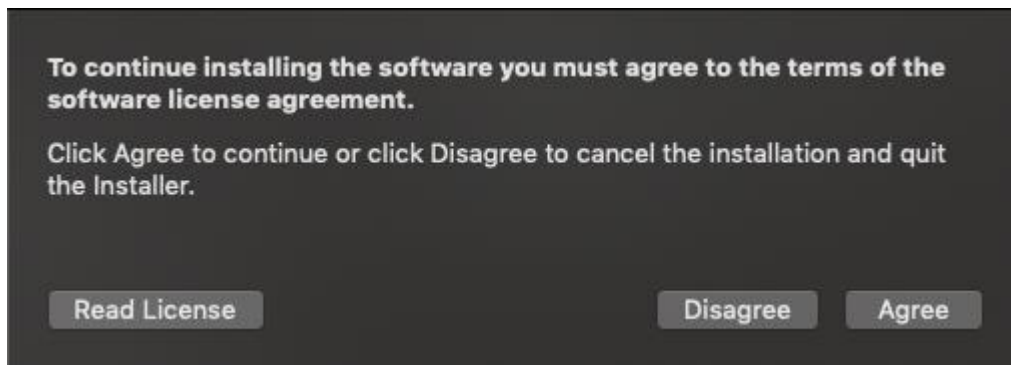 To continue installing the software you must agree to the terms of the
software license agreement.
Click Agree to continue or click Disagree to cancel the installation and quit
the Installer.
Read License
Disagree
Agree